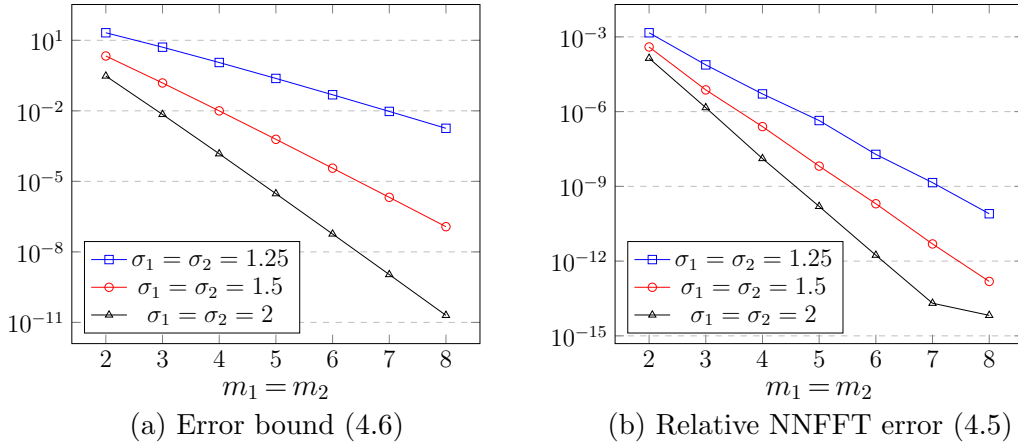 10^1
10^−2
10^−5
10^−8
10^−11
σ1 = σ2 = 1.25
σ1 = σ2 = 1.5
σ1 = σ2 = 2
2 3 4 5 6 7 8
m1 = m2
(a) Error bound (4.6)
10^−3
10^−6
10^−9
10^−12
10^−15
σ1 = σ2 = 1.25
σ1 = σ2 = 1.5
σ1 = σ2 = 2
2 3 4 5 6 7 8
m1 = m2
(b) Relative NNFFT error (4.5)